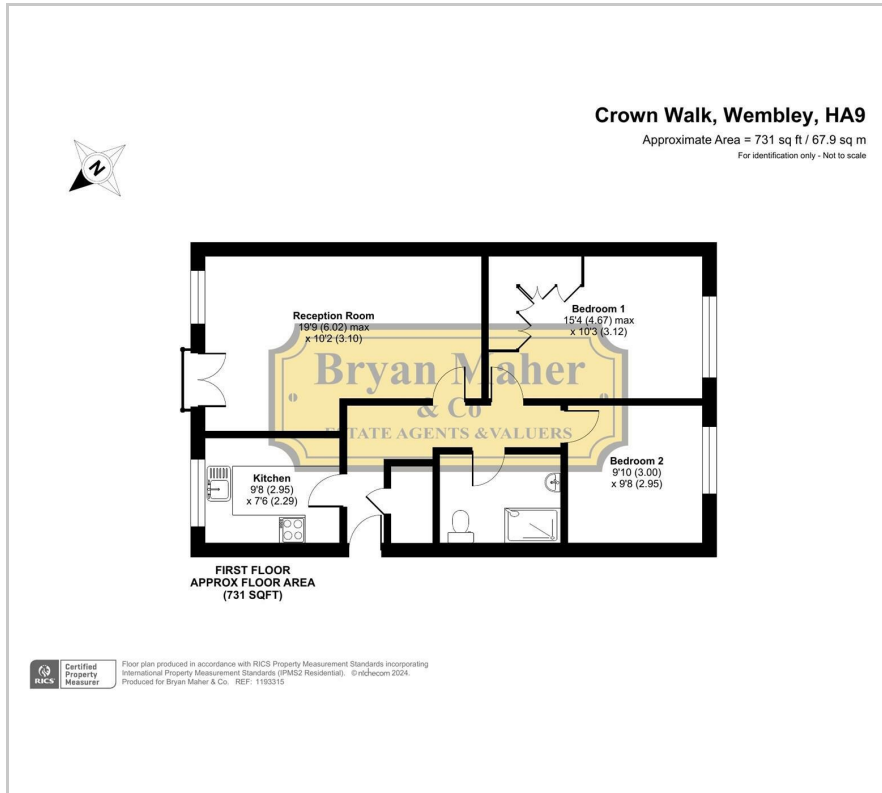 Crown Walk, Wembley, HA9
Approximate Area = 731 sq ft / 67.9 sq m
For identification only - Not to scale
N
Reception Room
19'9 (6.02) max
x 10'2 (3.10)
Bedroom 1
15'4 (4.67) max
x 10'3 (3.12)
Bryan Maher
& Co
ESTATE AGENTS & VALUERS
Kitchen
9'8 (2.95)
x 7'6 (2.29)
Bedroom 2
9'10 (3.00)
x 9'8 (2.95)
FIRST FLOOR
APPROX FLOOR AREA
(731 SQFT)
RICS
Certified
Property
Measurer
Floor plan produced in accordance with RICS Property Measurement Standards incorporating
International Property Measurement Standards (IPMS2 Residential). © nichecom 2024.
Produced for Bryan Maher & Co. REF: 1193315